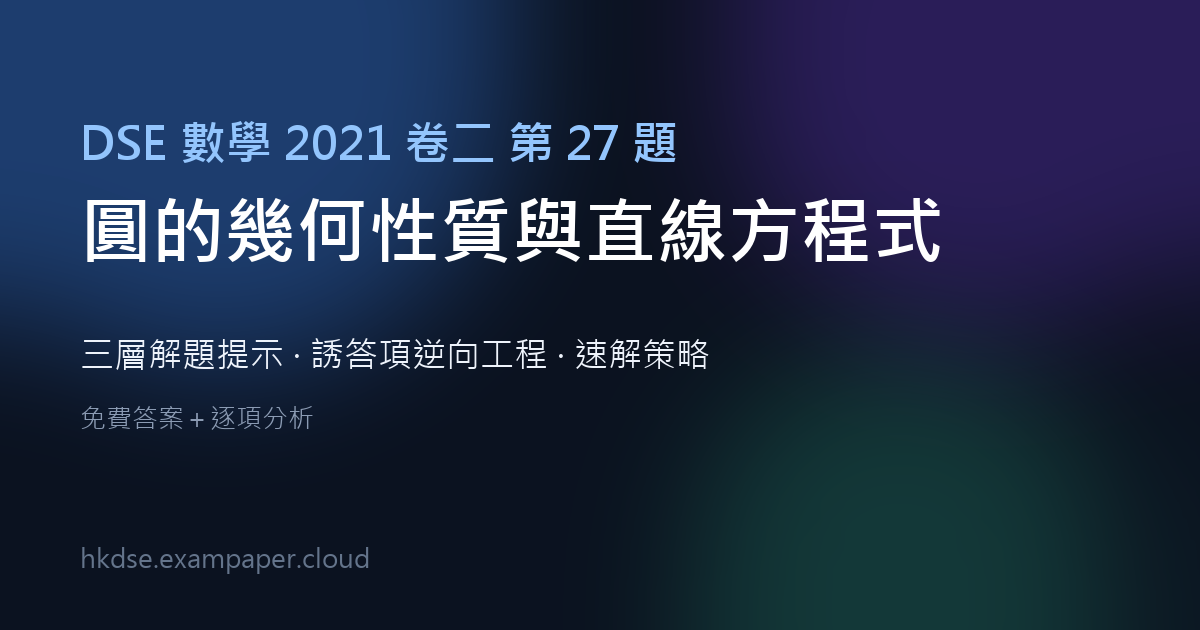 DSE 數學 2021 卷二 第 27 題
圓的幾何性質與直線方程式
三層解題提示 · 誘答項逆向工程 · 速解策略
免費答案 + 逐項分析
hkdse.exampaper.cloud